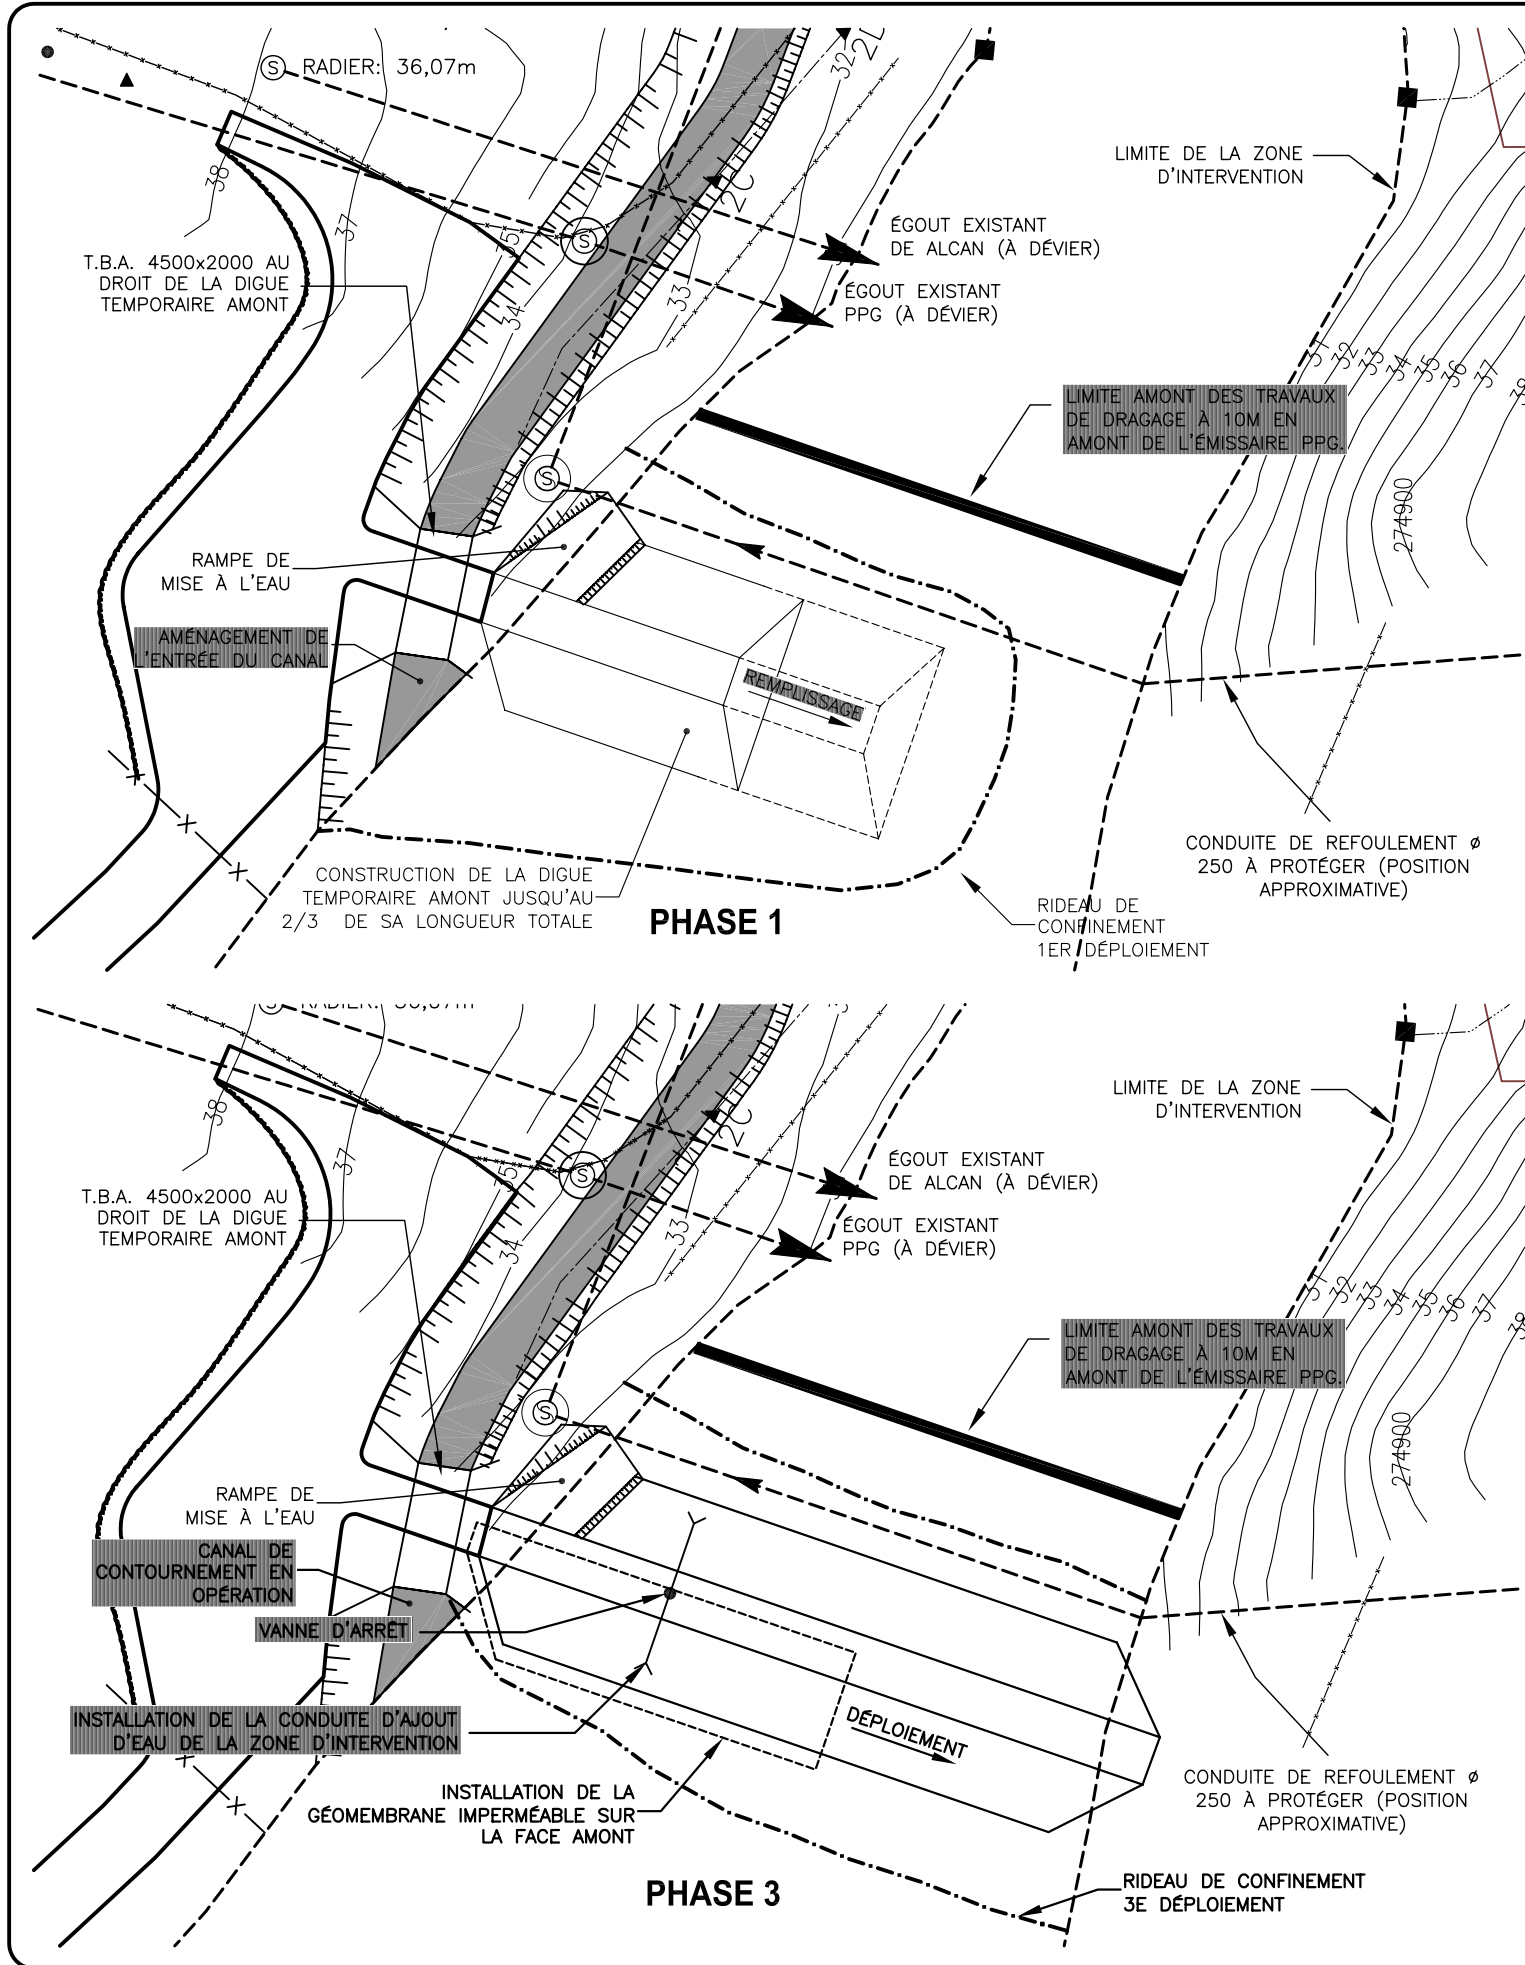 RADIER: 36,07m
S
32
2C
38
37
35
34
33
S
S
LIMITE DE LA ZONE
D'INTERVENTION
ÉGOUT EXISTANT
DE ALCAN (À DÉVIER)
ÉGOUT EXISTANT
PPG (À DÉVIER)
T.B.A. 4500x2000 AU
DROIT DE LA DIGUE
TEMPORAIRE AMONT
31
32
33
34
35
36
37
LIMITE AMONT DES TRAVAUX
DE DRAGAGE À 10M EN
AMONT DE L'ÉMISSAIRE PPG.
274900
RAMPE DE
MISE À L'EAU
AMÉNAGEMENT DE
L'ENTRÉE DU CANAL
REMPLISSAGE
CONDUITE DE REFOULEMENT ø
250 À PROTÉGER (POSITION
APPROXIMATIVE)
CONSTRUCTION DE LA DIGUE
TEMPORAIRE AMONT JUSQU'AU
2/3 DE SA LONGUEUR TOTALE
PHASE 1
RIDEAU DE
CONFINEMENT
1ER DÉPLOIEMENT
RADIER: 36,07m
38
37
2C
35
34
33
S
S
LIMITE DE LA ZONE
D'INTERVENTION
ÉGOUT EXISTANT
DE ALCAN (À DÉVIER)
ÉGOUT EXISTANT
PPG (À DÉVIER)
T.B.A. 4500x2000 AU
DROIT DE LA DIGUE
TEMPORAIRE AMONT
31
32
33
34
35
36
37
LIMITE AMONT DES TRAVAUX
DE DRAGAGE À 10M EN
AMONT DE L'ÉMISSAIRE PPG.
274900
RAMPE DE
MISE À L'EAU
CANAL DE
CONTOURNEMENT EN
OPÉRATION
VANNE D'ARRÊT
INSTALLATION DE LA CONDUITE D'AJOUT
D'EAU DE LA ZONE D'INTERVENTION
DÉPLOIEMENT
INSTALLATION DE LA
GÉOMEMBRANE IMPERMÉABLE SUR
LA FACE AMONT
CONDUITE DE REFOULEMENT ø
250 À PROTÉGER (POSITION
APPROXIMATIVE)
PHASE 3
RIDEAU DE CONFINEMENT
3E DÉPLOIEMENT